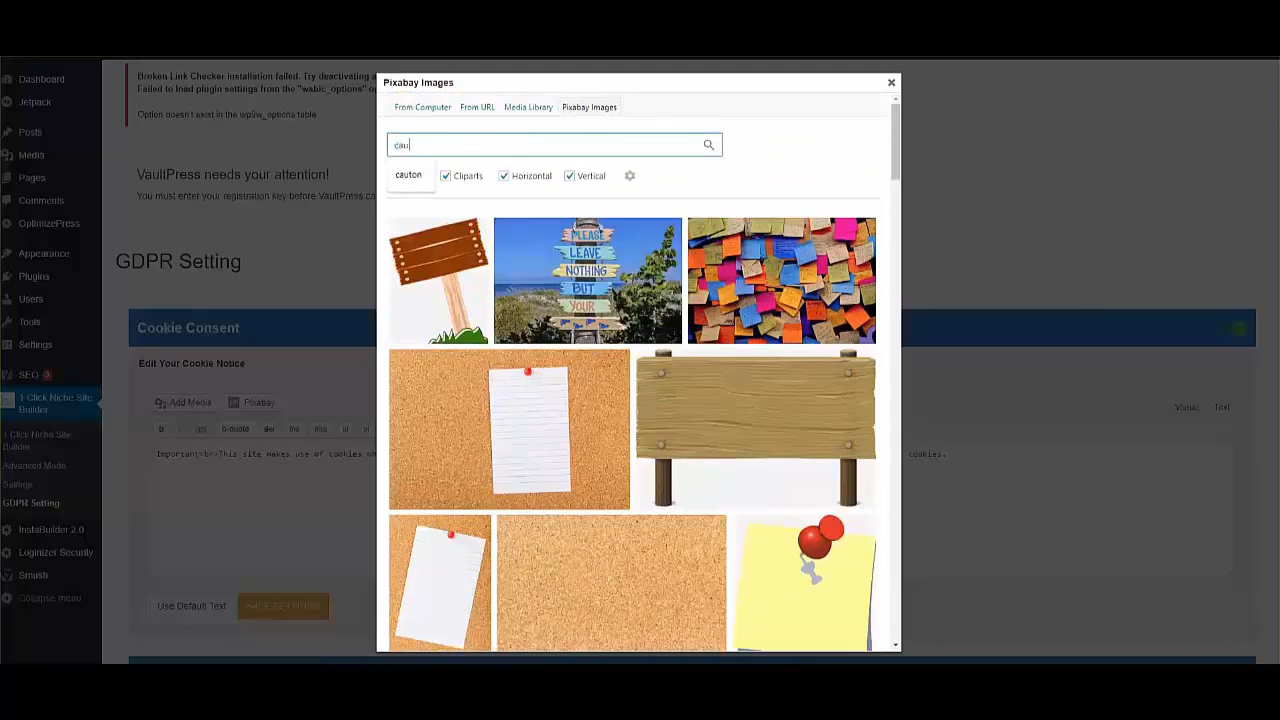 Pixabay Images
From Computer From URL Media Library Pixabay Images
cau
cauton Cliparts Horizontal Vertical
PLEASE
LEAVE
NOTHING
BUT
YOUR
Dashboard
Jetpack
Posts
Media
Pages
Comments
OptimizePress
Appearance
Plugins
Users
Tools
Settings
SEO
1 Click Niche Site
Builder
1 Click Niche Site
Builder
Advanced Mode
Settings
GDPR Setting
InstaBuilder 2.0
Loginizer Security
Smush
Collapse menu
Broken Link Checker installation failed. Try deactivating
Failed to load plugin settings from the "wsblc_options"
Option doesn't exist in the wp9w_options table
VaultPress needs your attention!
You must enter your registration key before VaultPress
GDPR Setting
Cookie Consent
Edit Your Cookie Notice
Add Media Pixabay
Visual Text
b i b-quote del ins
Important<br>This site makes use of cookies cookies.
Use Default Text SAVE SETTINGS